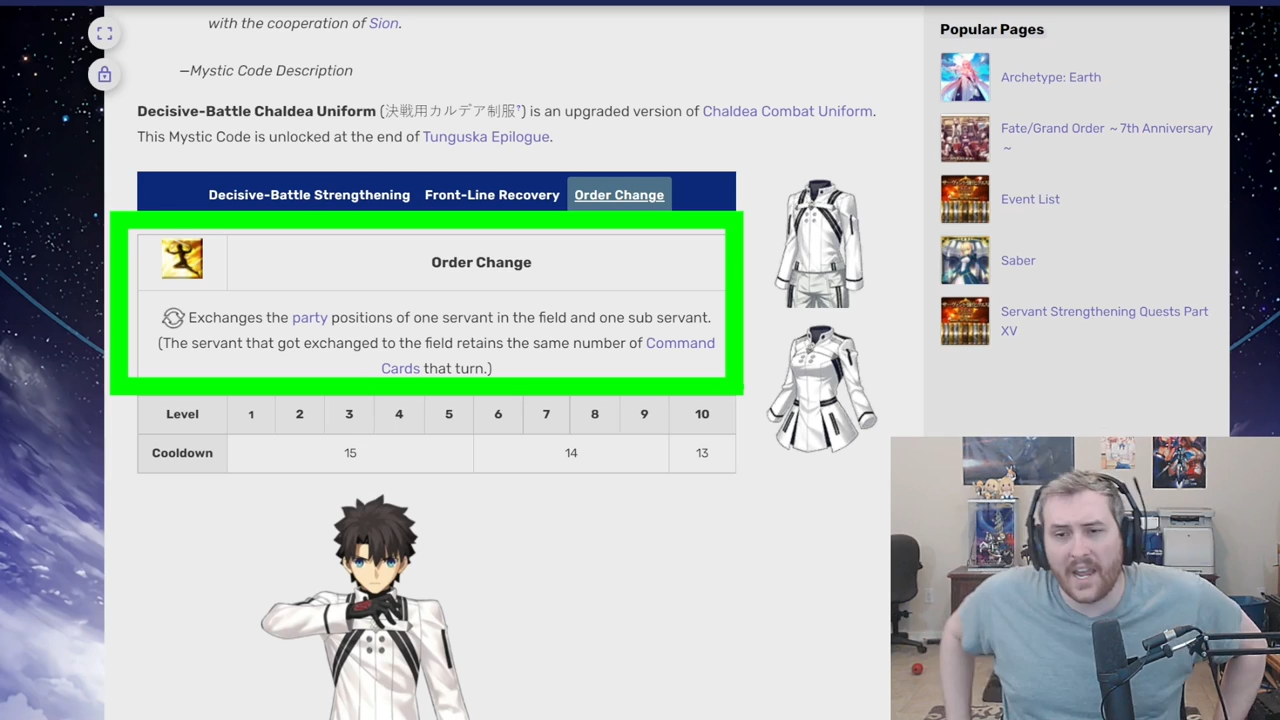 with the cooperation of Sion.
—Mystic Code Description
Decisive-Battle Chaldea Uniform (決戦用カルデア制服?) is an upgraded version of Chaldea Combat Uniform.
This Mystic Code is unlocked at the end of Tunguska Epilogue.
Decisive-Battle Strengthening Front-Line Recovery Order Change
Order Change
Exchanges the party positions of one servant in the field and one sub servant.
(The servant that got exchanged to the field retains the same number of Command
Cards that turn.)
Level 1 2 3 4 5 6 7 8 9 10
Cooldown 15 14 13
Popular Pages
Archetype: Earth
Fate/Grand Order ～7th Anniversary
～
Event List
Saber
Servant Strengthening Quests Part
XV